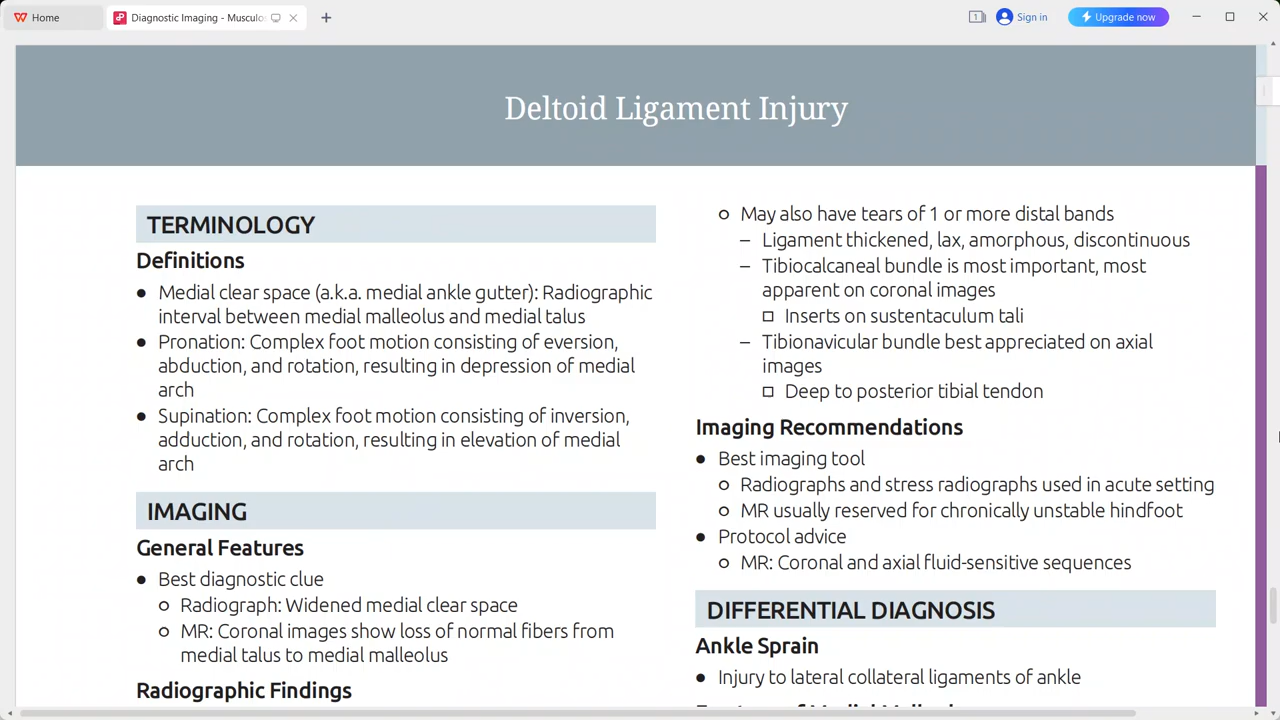 Home
Diagnostic Imaging - Musculo
1
Sign in
Upgrade now
Deltoid Ligament Injury
TERMINOLOGY
Definitions
● Medial clear space (a.k.a. medial ankle gutter): Radiographic
interval between medial malleolus and medial talus
● Pronation: Complex foot motion consisting of eversion,
abduction, and rotation, resulting in depression of medial
arch
● Supination: Complex foot motion consisting of inversion,
adduction, and rotation, resulting in elevation of medial
arch
IMAGING
General Features
● Best diagnostic clue
○ Radiograph: Widened medial clear space
○ MR: Coronal images show loss of normal fibers from
medial talus to medial malleolus
Radiographic Findings
○ May also have tears of 1 or more distal bands
– Ligament thickened, lax, amorphous, discontinuous
– Tibiocalcaneal bundle is most important, most
apparent on coronal images
□ Inserts on sustentaculum tali
– Tibionavicular bundle best appreciated on axial
images
□ Deep to posterior tibial tendon
Imaging Recommendations
● Best imaging tool
○ Radiographs and stress radiographs used in acute setting
○ MR usually reserved for chronically unstable hindfoot
● Protocol advice
○ MR: Coronal and axial fluid-sensitive sequences
DIFFERENTIAL DIAGNOSIS
Ankle Sprain
● Injury to lateral collateral ligaments of ankle